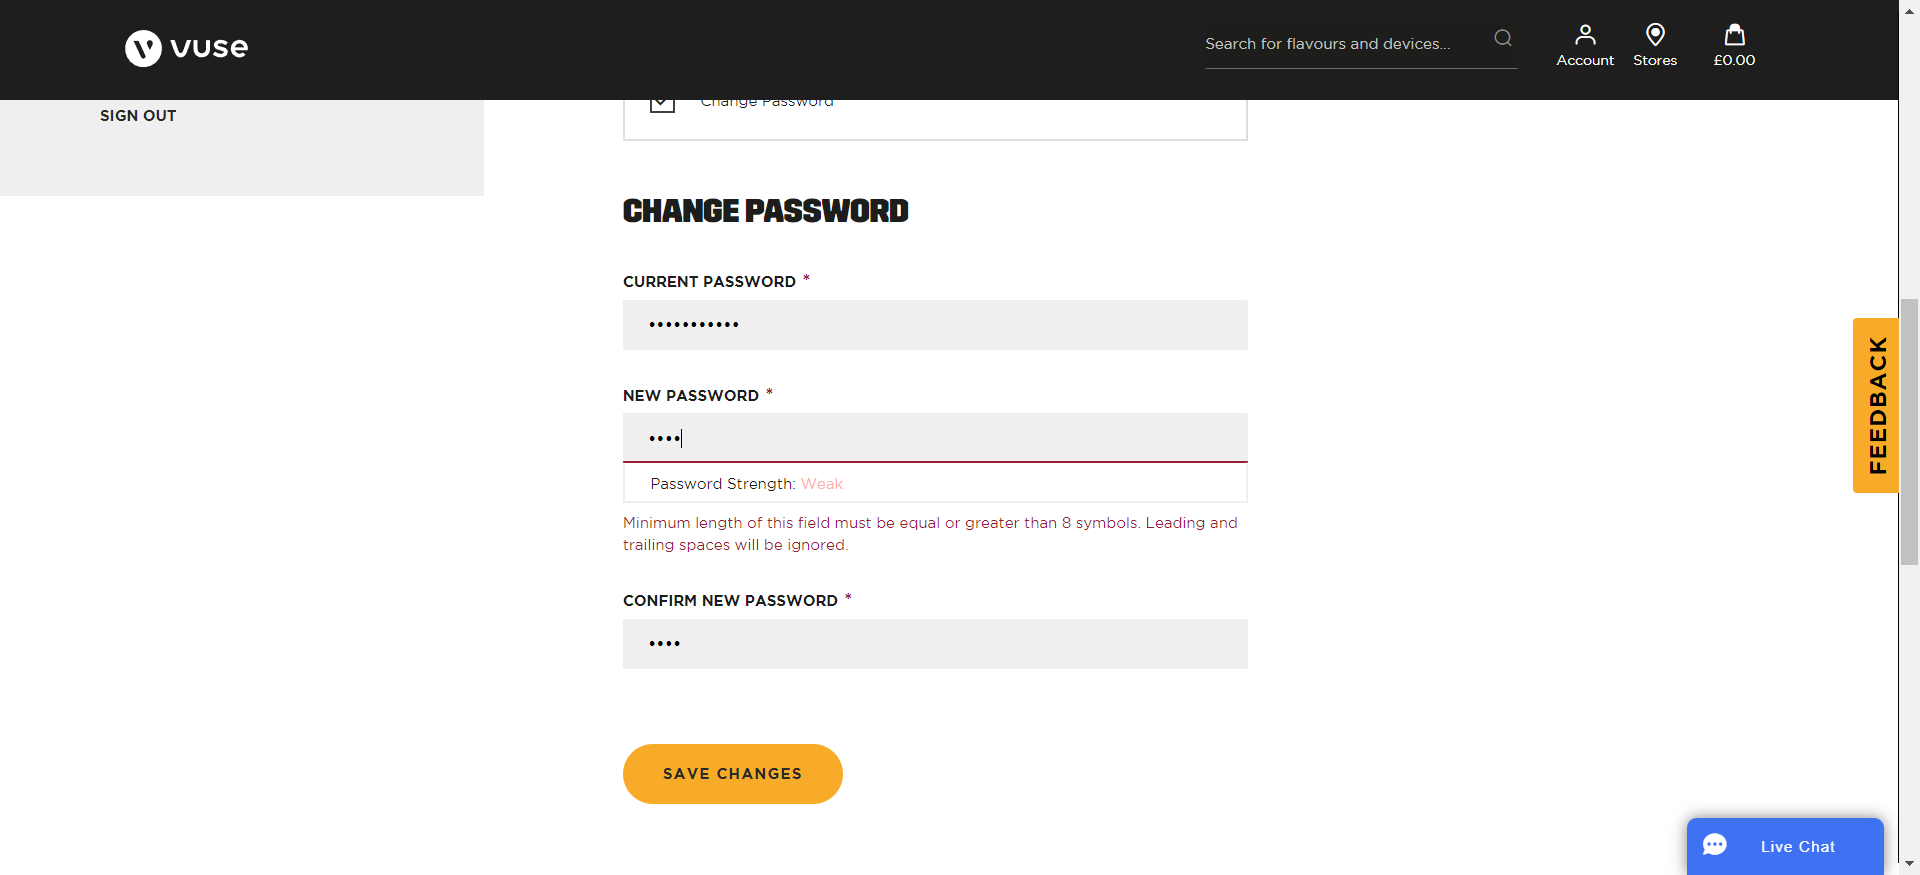 vuse
Search for flavours and devices...
Account
Stores
£0.00
SIGN OUT
Change Password
CHANGE PASSWORD
CURRENT PASSWORD *
•••••••••••
NEW PASSWORD *
••••
Password Strength: Weak
Minimum length of this field must be equal or greater than 8 symbols. Leading and
trailing spaces will be ignored.
CONFIRM NEW PASSWORD *
••••
SAVE CHANGES
FEEDBACK
Live Chat